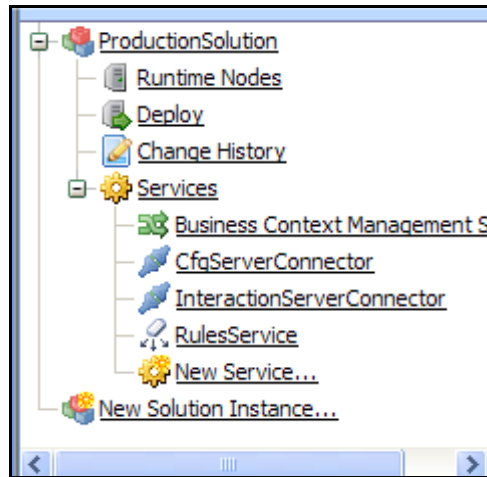 ProductionSolution
Runtime Nodes
Deploy
Change History
Services
Business Context Management S
CfgServerConnector
InteractionServerConnector
RulesService
New Service...
New Solution Instance...